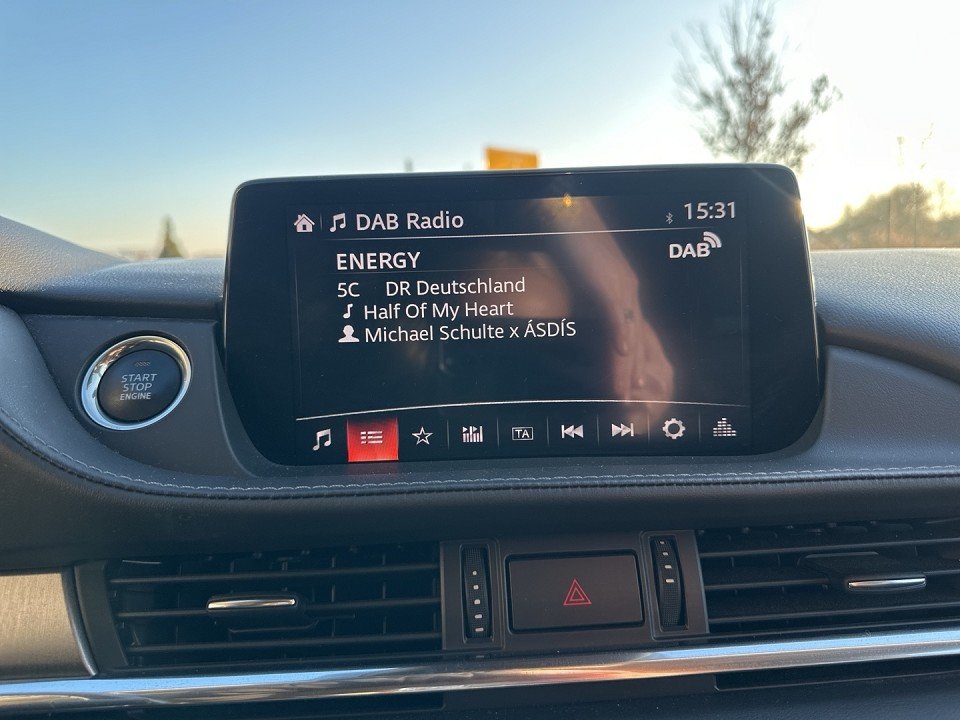 DAB Radio
15:31
ENERGY
DAB
5C DR Deutschland
Half Of My Heart
Michael Schulte x ÁSDÍS
START
STOP
ENGINE
TA